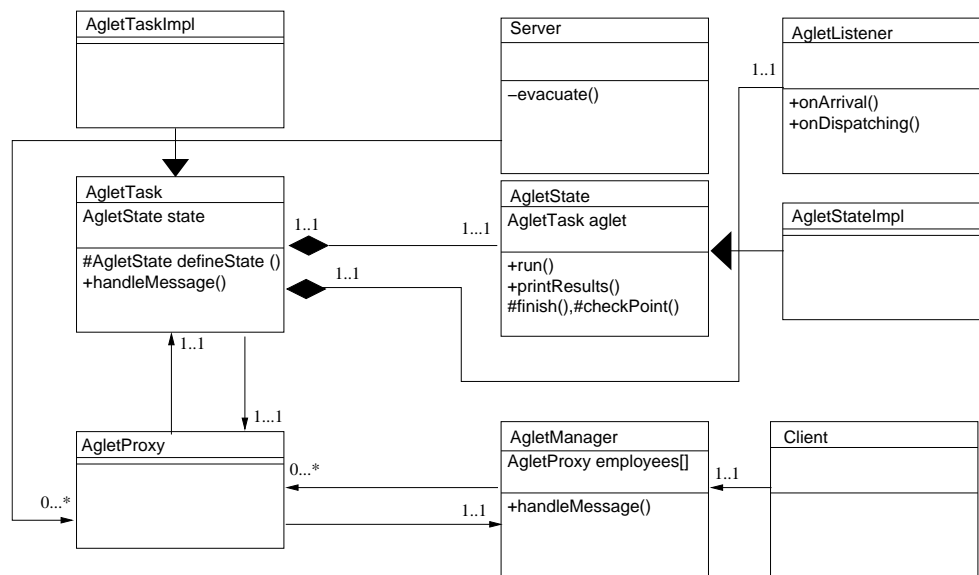 AgletTaskImpl
Server
−evacuate()
AgletListener
1..1
+onArrival()
+onDispatching()
AgletTask
AgletState state
#AgletState defineState ()
+handleMessage()
1..1
1...1
1..1
AgletState
AgletTask aglet
+run()
+printResults()
#finish(),#checkPoint()
AgletStateImpl
1..1
1...1
AgletProxy
0...*
0...*
1..1
AgletManager
AgletProxy employees[]
+handleMessage()
1..1
Client